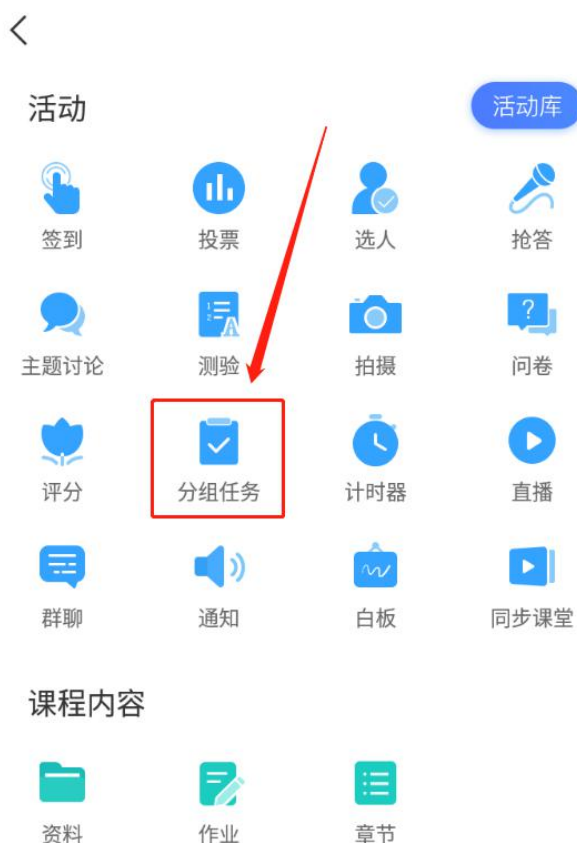 活动
活动库
签到
投票
选人
抢答
主题讨论
测验
拍摄
问卷
评分
分组任务
计时器
直播
群聊
通知
白板
同步课堂
课程内容
资料
作业
章节